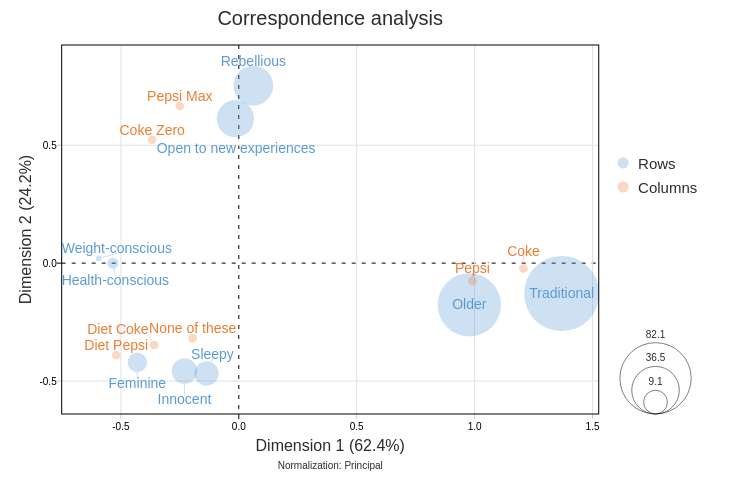 Correspondence analysis
Rebellious
Pepsi Max
Coke Zero
Open to new experiences
Weight-conscious
Health-conscious
Coke
Pepsi
Older
Traditional
Diet Coke
None of these
Diet Pepsi
Sleepy
Feminine
Innocent
0.5
0.0
-0.5
-0.5
0.0
0.5
1.0
1.5
Dimension 2 (24.2%)
Dimension 1 (62.4%)
Normalization: Principal
Rows
Columns
82.1
36.5
9.1